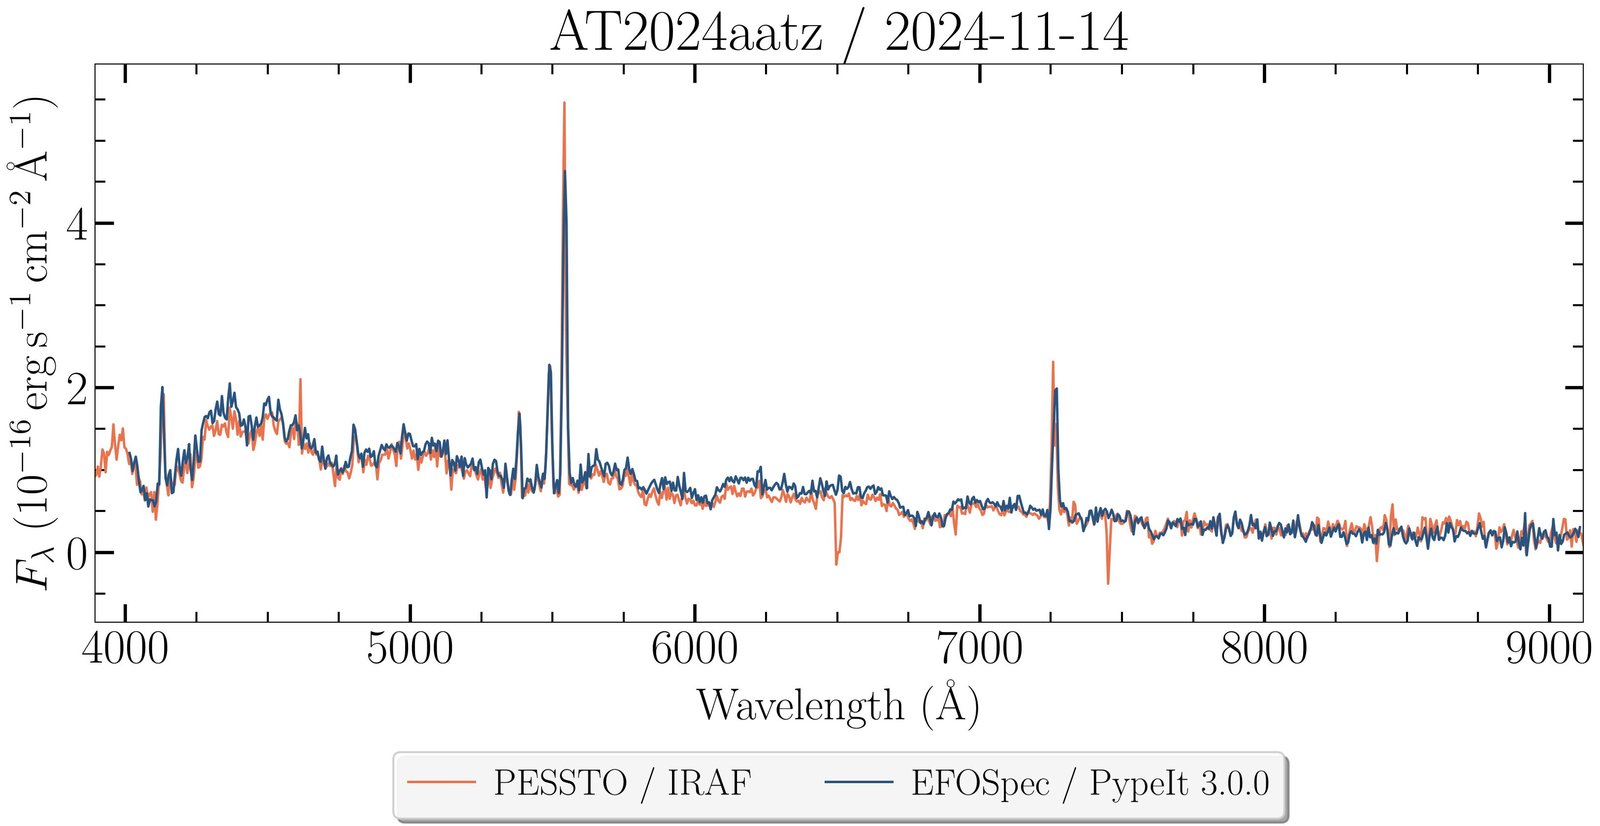 AT2024aatz / 2024-11-14
F_λ (10⁻¹⁶ erg s⁻¹ cm⁻² Å⁻¹)
4
2
0
4000 5000 6000 7000 8000 9000
Wavelength (Å)
PESSTO / IRAF EFOSpec / PypeIt 3.0.0